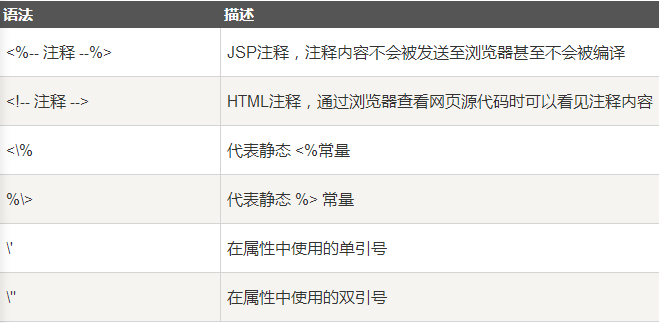 语法 描述
<%-- 注释 --%> JSP注释，注释内容不会被发送至浏览器甚至不会被编译
<!-- 注释 --> HTML注释，通过浏览器查看网页源代码时可以看见注释内容
<\% 代表静态 <%常量
%\> 代表静态 %> 常量
\' 在属性中使用的单引号
\" 在属性中使用的双引号